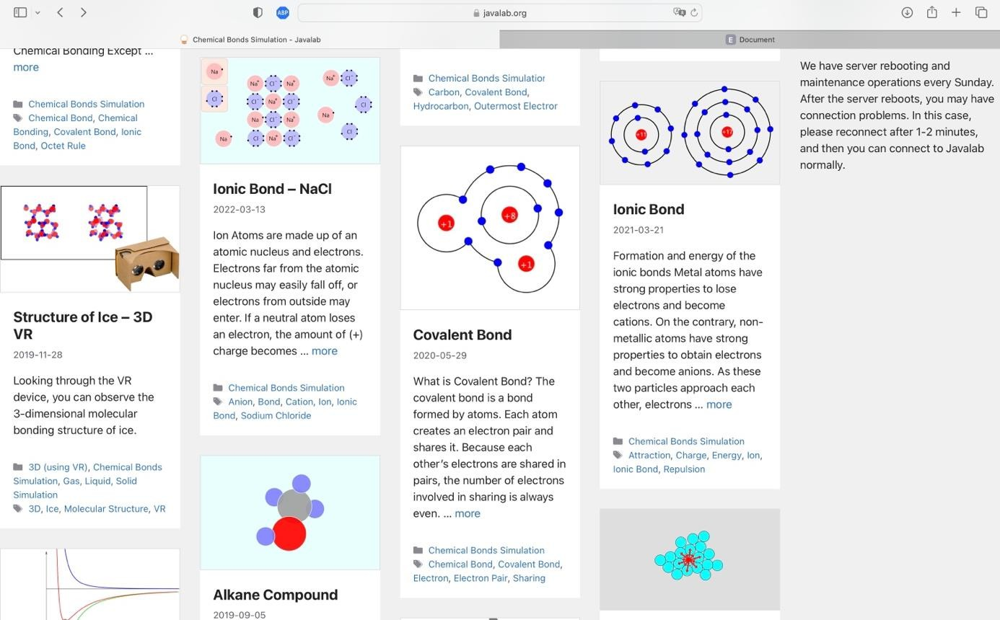 ABP
javalab.org
Chemical Bonds Simulation - Javalab
E Document
Chemical Bonding Except ...
more
Chemical Bonds Simulation
Chemical Bond, Chemical
Bonding, Covalent Bond, Ionic
Bond, Octet Rule
Structure of Ice – 3D
VR
2019-11-28
Looking through the VR
device, you can observe the
3-dimensional molecular
bonding structure of ice.
3D (using VR), Chemical Bonds
Simulation, Gas, Liquid, Solid
Simulation
3D, Ice, Molecular Structure, VR
Na
Cl
Na+ Cl- Na+
Cl- Na+ Cl-
Na Cl- Na+
Cl Na+ Cl-
Na
Na+ Cl-
Cl
Na
Cl
Ionic Bond – NaCl
2022-03-13
Ion Atoms are made up of an
atomic nucleus and electrons.
Electrons far from the atomic
nucleus may easily fall off, or
electrons from outside may
enter. If a neutral atom loses
an electron, the amount of (+)
charge becomes ... more
Chemical Bonds Simulation
Anion, Bond, Cation, Ion, Ionic
Bond, Sodium Chloride
Alkane Compound
2019-09-05
Chemical Bonds Simulation
Carbon, Covalent Bond,
Hydrocarbon, Outermost Electror
+1
+8
+1
Covalent Bond
2020-05-29
What is Covalent Bond? The
covalent bond is a bond
formed by atoms. Each atom
creates an electron pair and
shares it. Because each
other's electrons are shared in
pairs, the number of electrons
involved in sharing is always
even. ... more
Chemical Bonds Simulation
Chemical Bond, Covalent Bond,
Electron, Electron Pair, Sharing
+11
+17
Ionic Bond
2021-03-21
Formation and energy of the
ionic bonds Metal atoms have
strong properties to lose
electrons and become
cations. On the contrary, non-
metallic atoms have strong
properties to obtain electrons
and become anions. As these
two particles approach each
other, electrons ... more
Chemical Bonds Simulation
Attraction, Charge, Energy, Ion,
Ionic Bond, Repulsion
We have server rebooting and
maintenance operations every Sunday.
After the server reboots, you may have
connection problems. In this case,
please reconnect after 1-2 minutes,
and then you can connect to Javalab
normally.